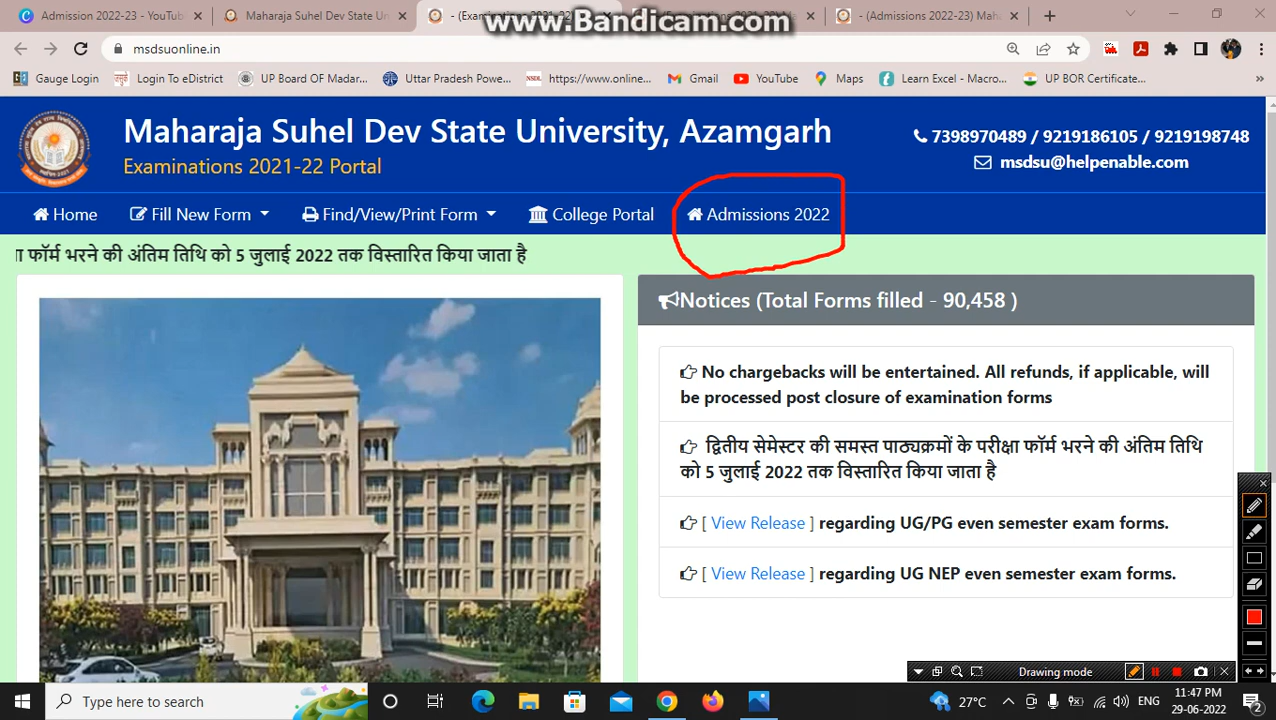 Admission 2022-23 - YouTub
Maharaja Suhel Dev State Un
- (Examinations 2021-22)
- (Admissions 2022-23) Mah
www.Bandicam.com
msdsuonline.in
Gauge Login
Login To eDistrict
UP Board OF Madar...
Uttar Pradesh Powe...
NSDL
https://www.online...
Gmail
YouTube
Maps
Learn Excel - Macro...
UP BOR Certificate...
»
Maharaja Suhel Dev State University, Azamgarh
Examinations 2021-22 Portal
7398970489 / 9219186105 / 9219198748
msdsu@helpenable.com
Home
Fill New Form
Find/View/Print Form
College Portal
Admissions 2022
फॉर्म भरने की अंतिम तिथि को 5 जुलाई 2022 तक विस्तारित किया जाता है
Notices (Total Forms filled - 90,458 )
No chargebacks will be entertained. All refunds, if applicable, will
be processed post closure of examination forms
द्वितीय सेमेस्टर की समस्त पाठ्यक्रमों के परीक्षा फॉर्म भरने की अंतिम तिथि
को 5 जुलाई 2022 तक विस्तारित किया जाता है
[ View Release ] regarding UG/PG even semester exam forms.
[ View Release ] regarding UG NEP even semester exam forms.
Drawing mode
Type here to search
27°C
ENG
11:47 PM
29-06-2022
2